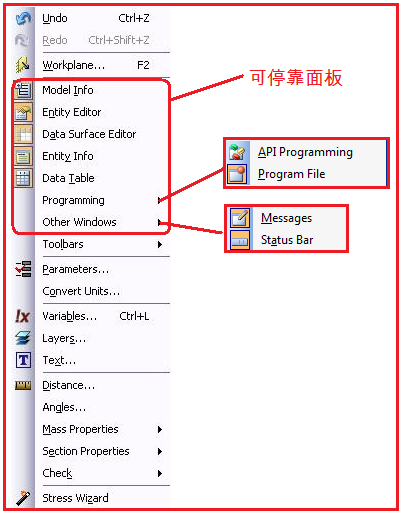 Undo Ctrl+Z
Redo Ctrl+Shift+Z
Workplane... F2
Model Info
可停靠面板
Entity Editor
Data Surface Editor
Entity Info
API Programming
Data Table
Program File
Programming
Other Windows
Messages
Toolbars
Status Bar
Parameters...
Convert Units...
Variables... Ctrl+L
Layers...
Text...
Distance...
Angles...
Mass Properties
Section Properties
Check
Stress Wizard